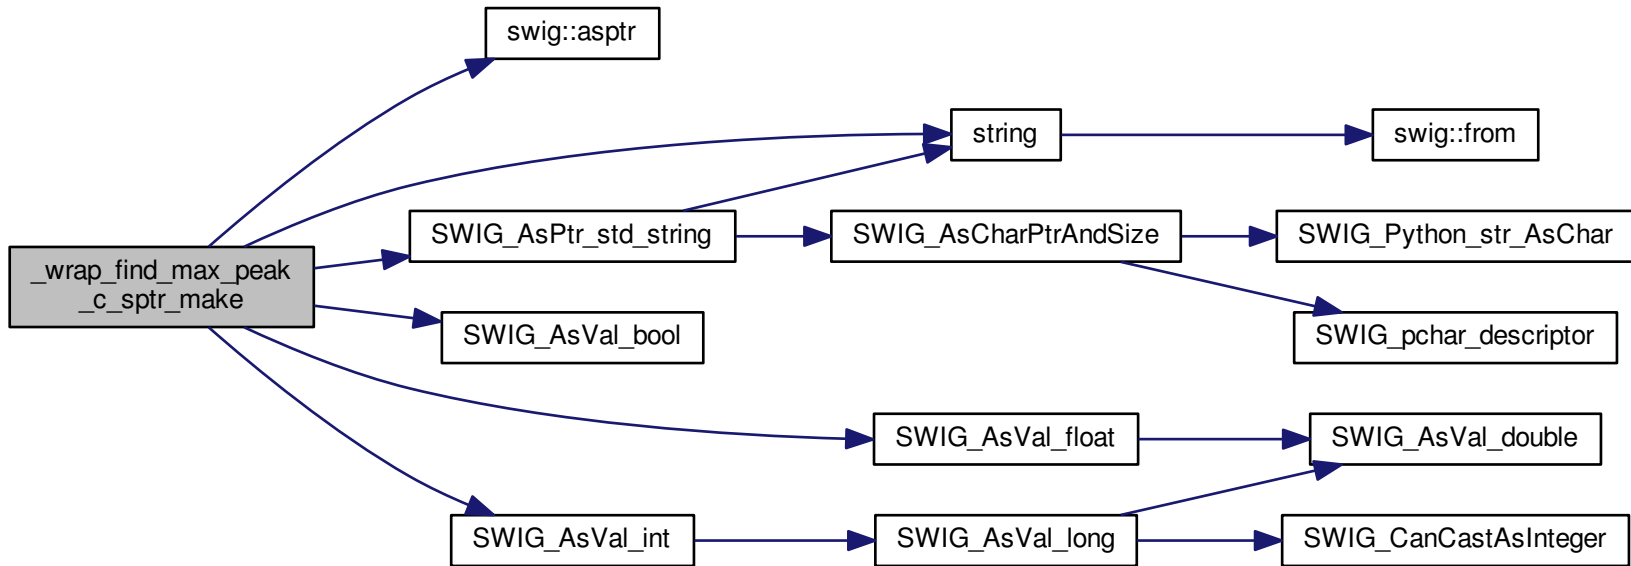 swig::asptr
string
swig::from
SWIG_AsPtr_std_string
SWIG_AsCharPtrAndSize
SWIG_Python_str_AsChar
_wrap_find_max_peak
_c_sptr_make
SWIG_AsVal_bool
SWIG_pchar_descriptor
SWIG_AsVal_float
SWIG_AsVal_double
SWIG_AsVal_int
SWIG_AsVal_long
SWIG_CanCastAsInteger